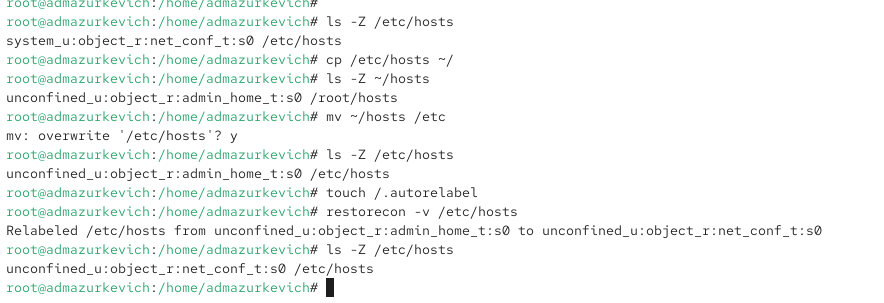 root@admazurkevich:/home/admazurkevich#
root@admazurkevich:/home/admazurkevich# ls -Z /etc/hosts
system_u:object_r:net_conf_t:s0 /etc/hosts
root@admazurkevich:/home/admazurkevich# cp /etc/hosts ~/
root@admazurkevich:/home/admazurkevich# ls -Z ~/hosts
unconfined_u:object_r:admin_home_t:s0 /root/hosts
root@admazurkevich:/home/admazurkevich# mv ~/hosts /etc
mv: overwrite '/etc/hosts'? y
root@admazurkevich:/home/admazurkevich# ls -Z /etc/hosts
unconfined_u:object_r:admin_home_t:s0 /etc/hosts
root@admazurkevich:/home/admazurkevich# touch /.autorelabel
root@admazurkevich:/home/admazurkevich# restorecon -v /etc/hosts
Relabeled /etc/hosts from unconfined_u:object_r:admin_home_t:s0 to unconfined_u:object_r:net_conf_t:s0
root@admazurkevich:/home/admazurkevich# ls -Z /etc/hosts
unconfined_u:object_r:net_conf_t:s0 /etc/hosts
root@admazurkevich:/home/admazurkevich#